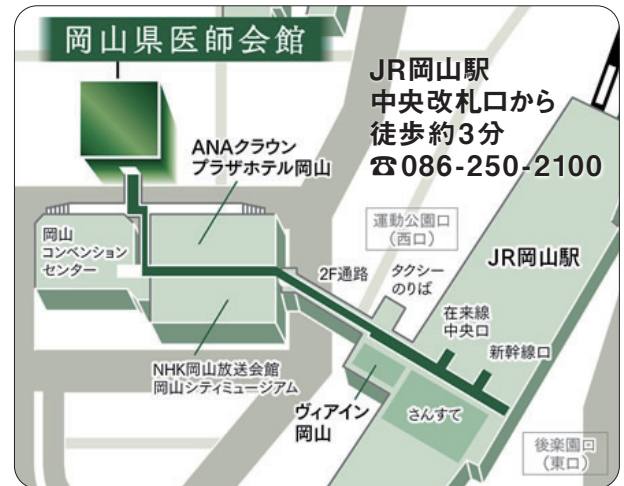 岡山県医師会館
JR岡山駅
中央改札口から
徒歩約3分
☎086-250-2100
ANAクラウン
プラザホテル岡山
運動公園口
(西口)
岡山
コンベンション
センター
2F通路
タクシー
のりば
JR岡山駅
在来線
中央口
新幹線口
NHK岡山放送会館
岡山シティミュージアム
ヴィアイン
岡山
さんすて
後楽園口
(東口)